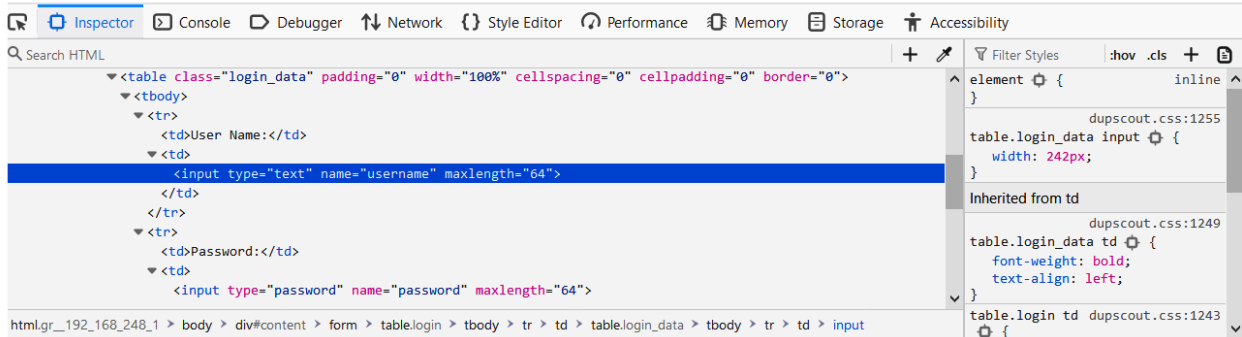 Inspector Console Debugger Network {} Style Editor Performance Memory Storage Accessibility
Search HTML
<table class="login_data" padding="0" width="100%" cellspacing="0" cellpadding="0" border="0">
<tbody>
<tr>
<td>User Name:</td>
<td>
<input type="text" name="username" maxlength="64">
</td>
</tr>
<tr>
<td>Password:</td>
<td>
<input type="password" name="password" maxlength="64">
html.gr__192_168_248_1 > body > div#content > form > table.login > tbody > tr > td > table.login_data > tbody > tr > td > input
Filter Styles :hov .cls +
element { inline
}
dupscout.css:1255
table.login_data input {
width: 242px;
}
Inherited from td
dupscout.css:1249
table.login_data td {
font-weight: bold;
text-align: left;
}
table.login td dupscout.css:1243
{